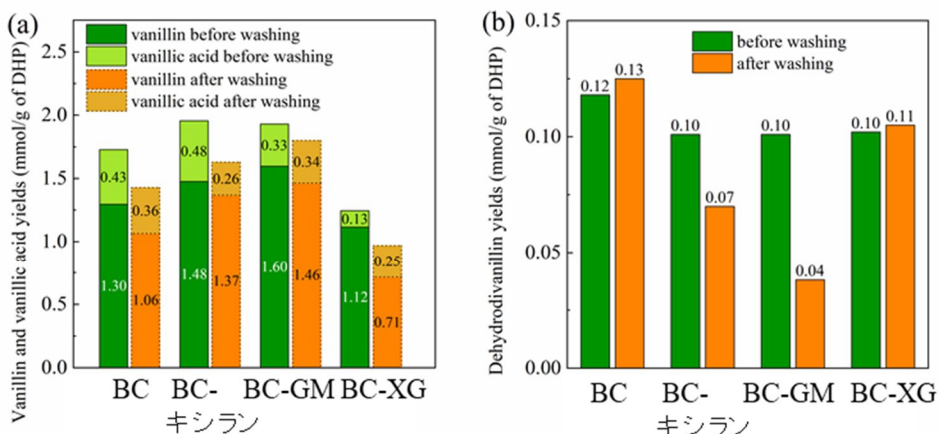 (a)
Vanillin and vanillic acid yields (mmol/g of DHP)
2.5
2.0
1.5
1.0
0.5
0.0
vanillin before washing
vanillic acid before washing
vanillin after washing
vanillic acid after washing
0.43
1.30
0.36
1.06
0.48
1.48
0.26
1.37
0.33
1.60
0.34
1.46
0.13
1.12
0.25
0.71
BC
BC-
キシラン
BC-GM
BC-XG
(b)
Dehydrodivanillin yields (mmol/g of DHP)
0.15
0.10
0.05
0.00
before washing
after washing
0.12
0.13
0.10
0.07
0.10
0.04
0.10
0.11
BC
BC-
キシラン
BC-GM
BC-XG